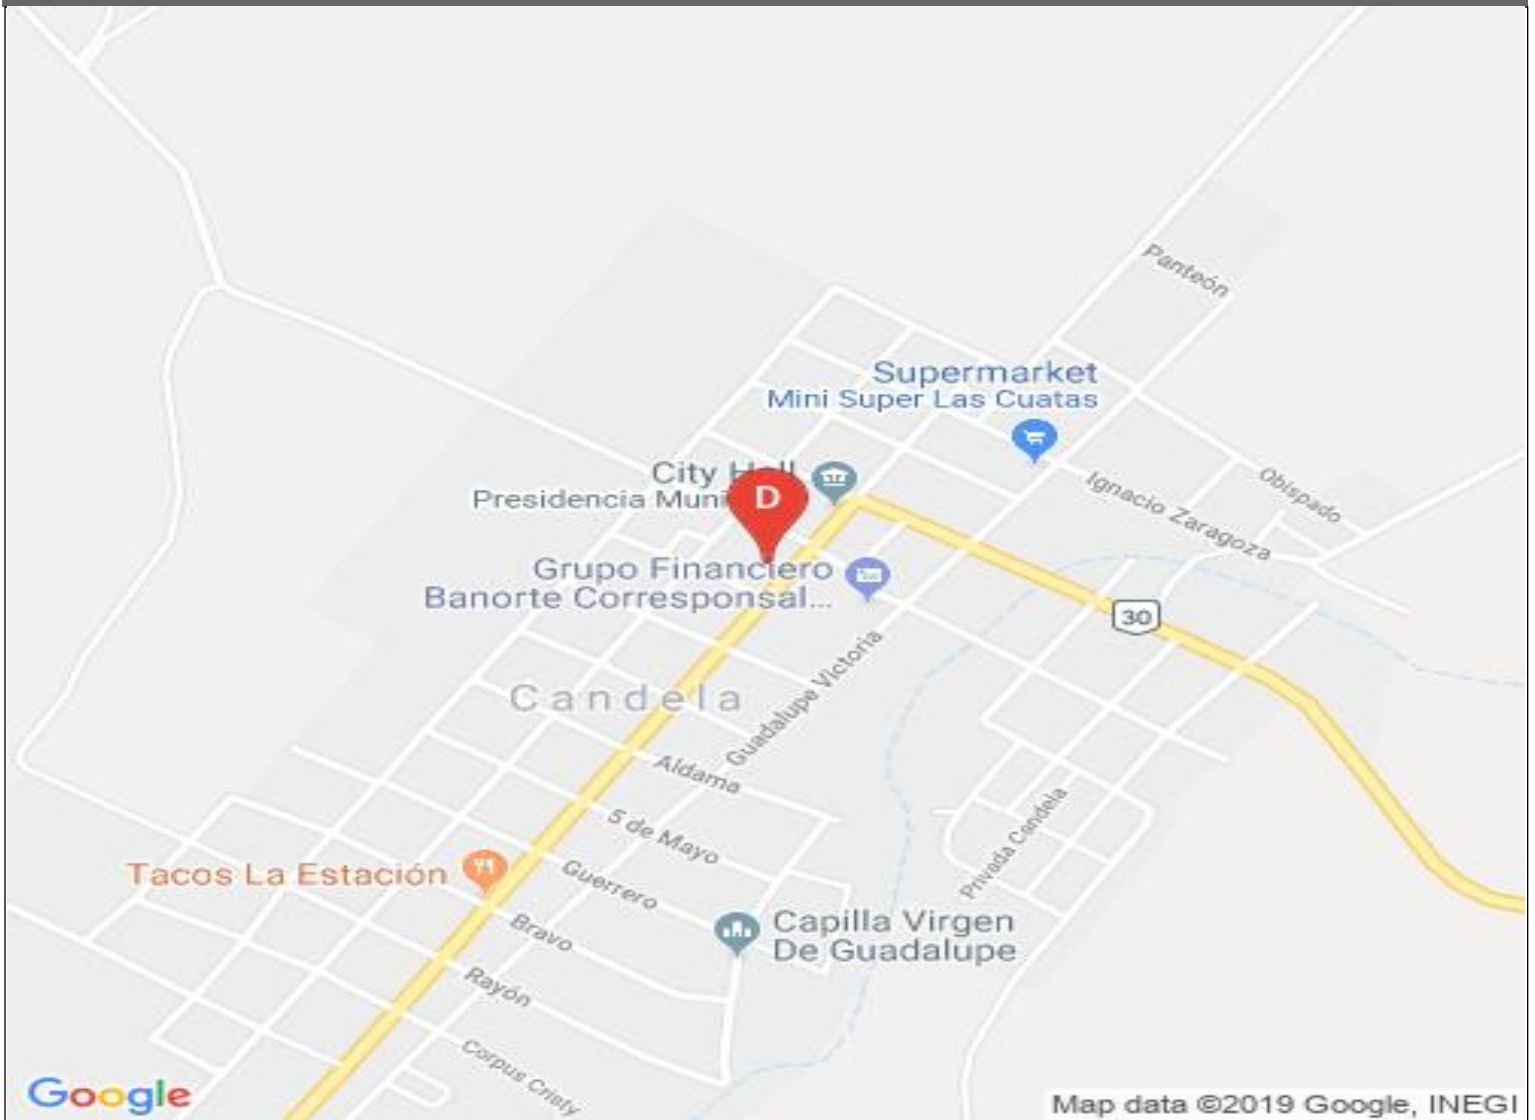 Panteón
Supermarket
Mini Super Las Cuatas
City Hall
Presidencia Muni
D
Ignacio Zaragoza
Obispado
Grupo Financiero
Banorte Corresponsal...
30
Guadalupe Victoria
Candela
Aldama
5 de Mayo
Privada Candela
Tacos La Estación
Guerrero
Bravo
Capilla Virgen
De Guadalupe
Rayón
Corpus Cristy
Google
Map data ©2019 Google, INEGI